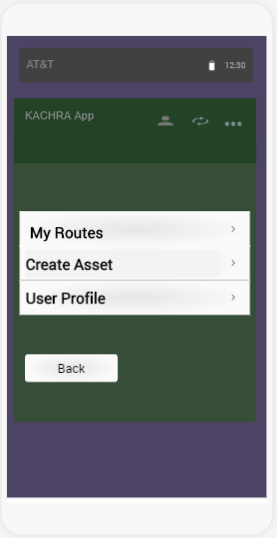 AT&T 12:30
KACHRA App
My Routes
Create Asset
User Profile
Back